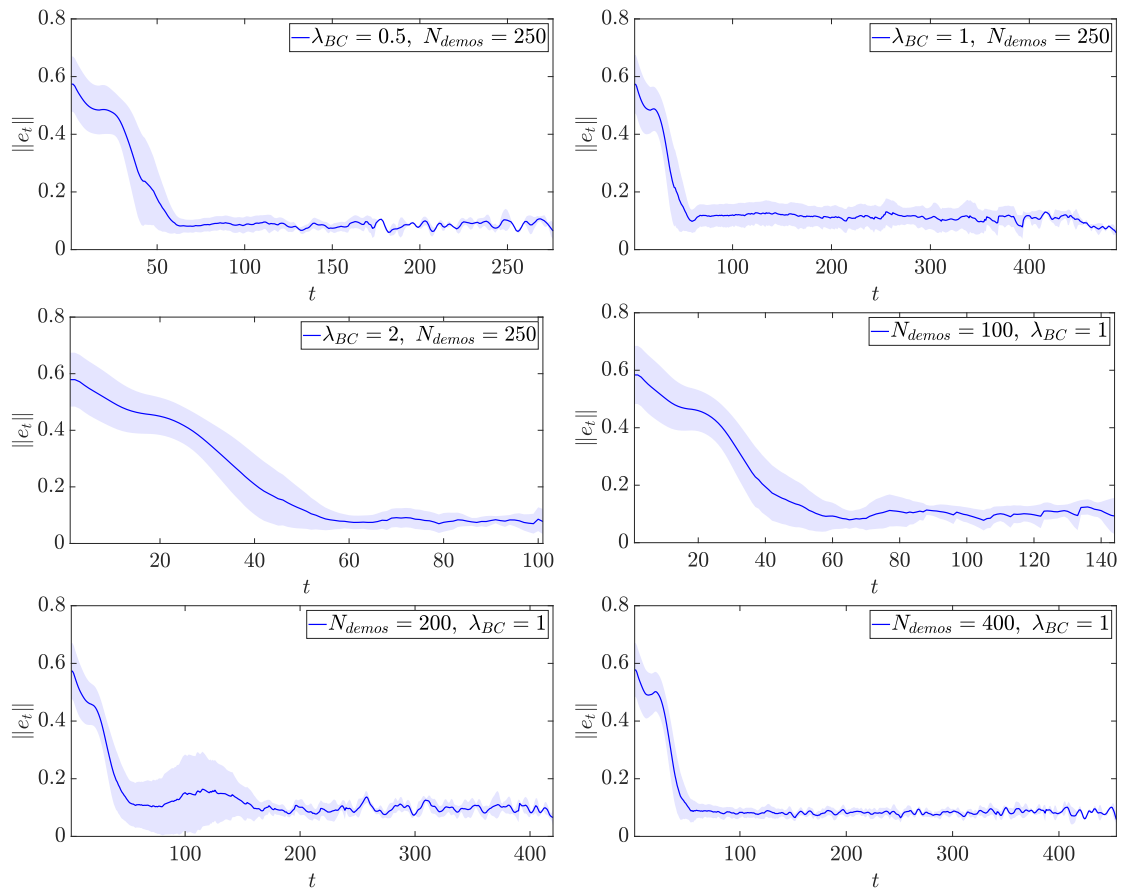 λ_BC = 0.5, N_demos = 250
0.8
0.6
0.4
0.2
0
||e_t||
50 100 150 200 250
t
λ_BC = 1, N_demos = 250
0.8
0.6
0.4
0.2
0
||e_t||
100 200 300 400
t
λ_BC = 2, N_demos = 250
0.8
0.6
0.4
0.2
0
||e_t||
20 40 60 80 100
t
N_demos = 100, λ_BC = 1
0.8
0.6
0.4
0.2
0
||e_t||
20 40 60 80 100 120 140
t
N_demos = 200, λ_BC = 1
0.8
0.6
0.4
0.2
0
||e_t||
100 200 300 400
t
N_demos = 400, λ_BC = 1
0.8
0.6
0.4
0.2
0
||e_t||
100 200 300 400
t